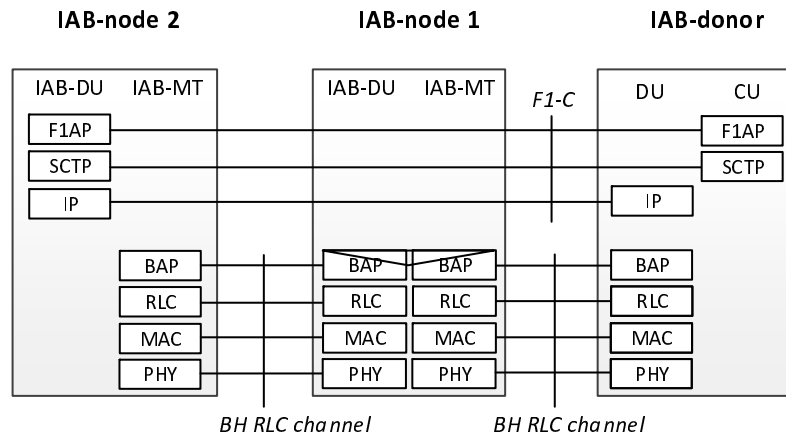 IAB-node 2 IAB-node 1 IAB-donor
IAB-DU IAB-MT IAB-DU IAB-MT F1-C DU CU
F1AP F1AP
SCTP SCTP
IP IP
BAP BAP BAP BAP
RLC RLC RLC RLC
MAC MAC MAC MAC
PHY PHY PHY PHY
BH RLC channel BH RLC channel